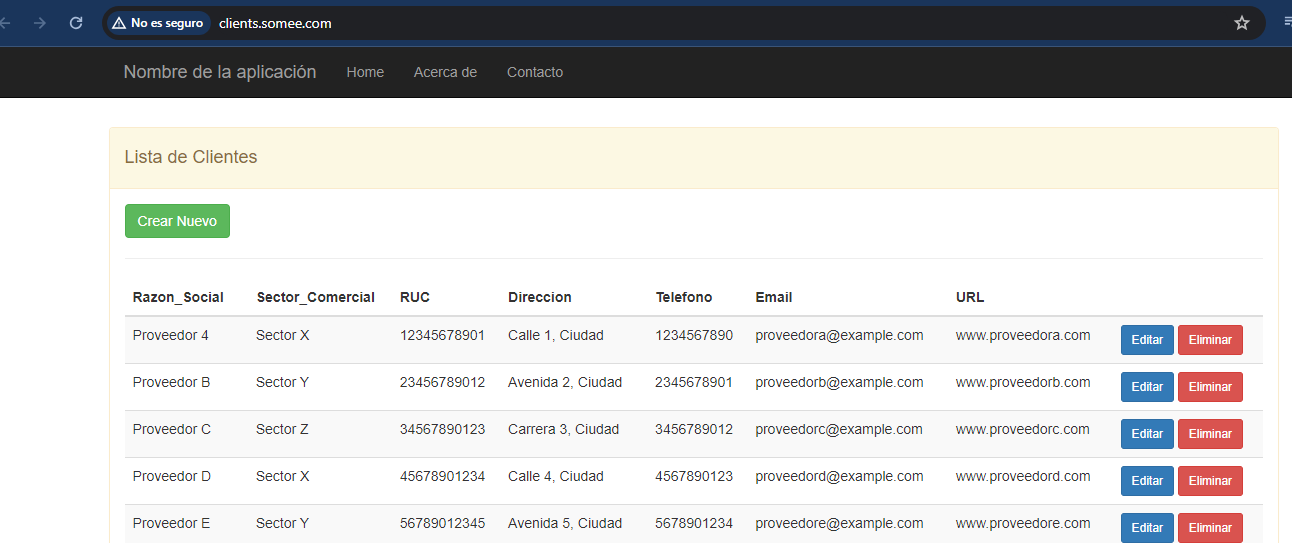 No es seguro clients.somee.com
Nombre de la aplicación Home Acerca de Contacto
Lista de Clientes
Crear Nuevo
Razon_Social Sector_Comercial RUC Direccion Telefono Email URL
Proveedor 4 Sector X 12345678901 Calle 1, Ciudad 1234567890 proveedora@example.com www.proveedora.com Editar Eliminar
Proveedor B Sector Y 23456789012 Avenida 2, Ciudad 2345678901 proveedorb@example.com www.proveedorb.com Editar Eliminar
Proveedor C Sector Z 34567890123 Carrera 3, Ciudad 3456789012 proveedorc@example.com www.proveedorc.com Editar Eliminar
Proveedor D Sector X 45678901234 Calle 4, Ciudad 4567890123 proveedord@example.com www.proveedord.com Editar Eliminar
Proveedor E Sector Y 56789012345 Avenida 5, Ciudad 5678901234 proveedore@example.com www.proveedore.com Editar Eliminar